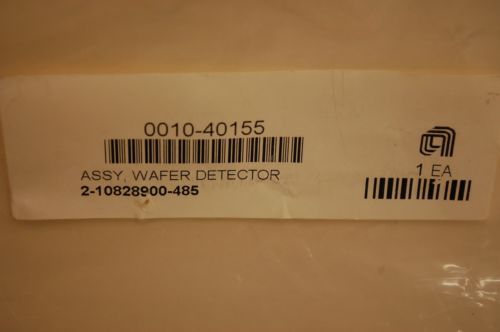 0010-40155
ASSY, WAFER DETECTOR
2-10828900-485
1 EA